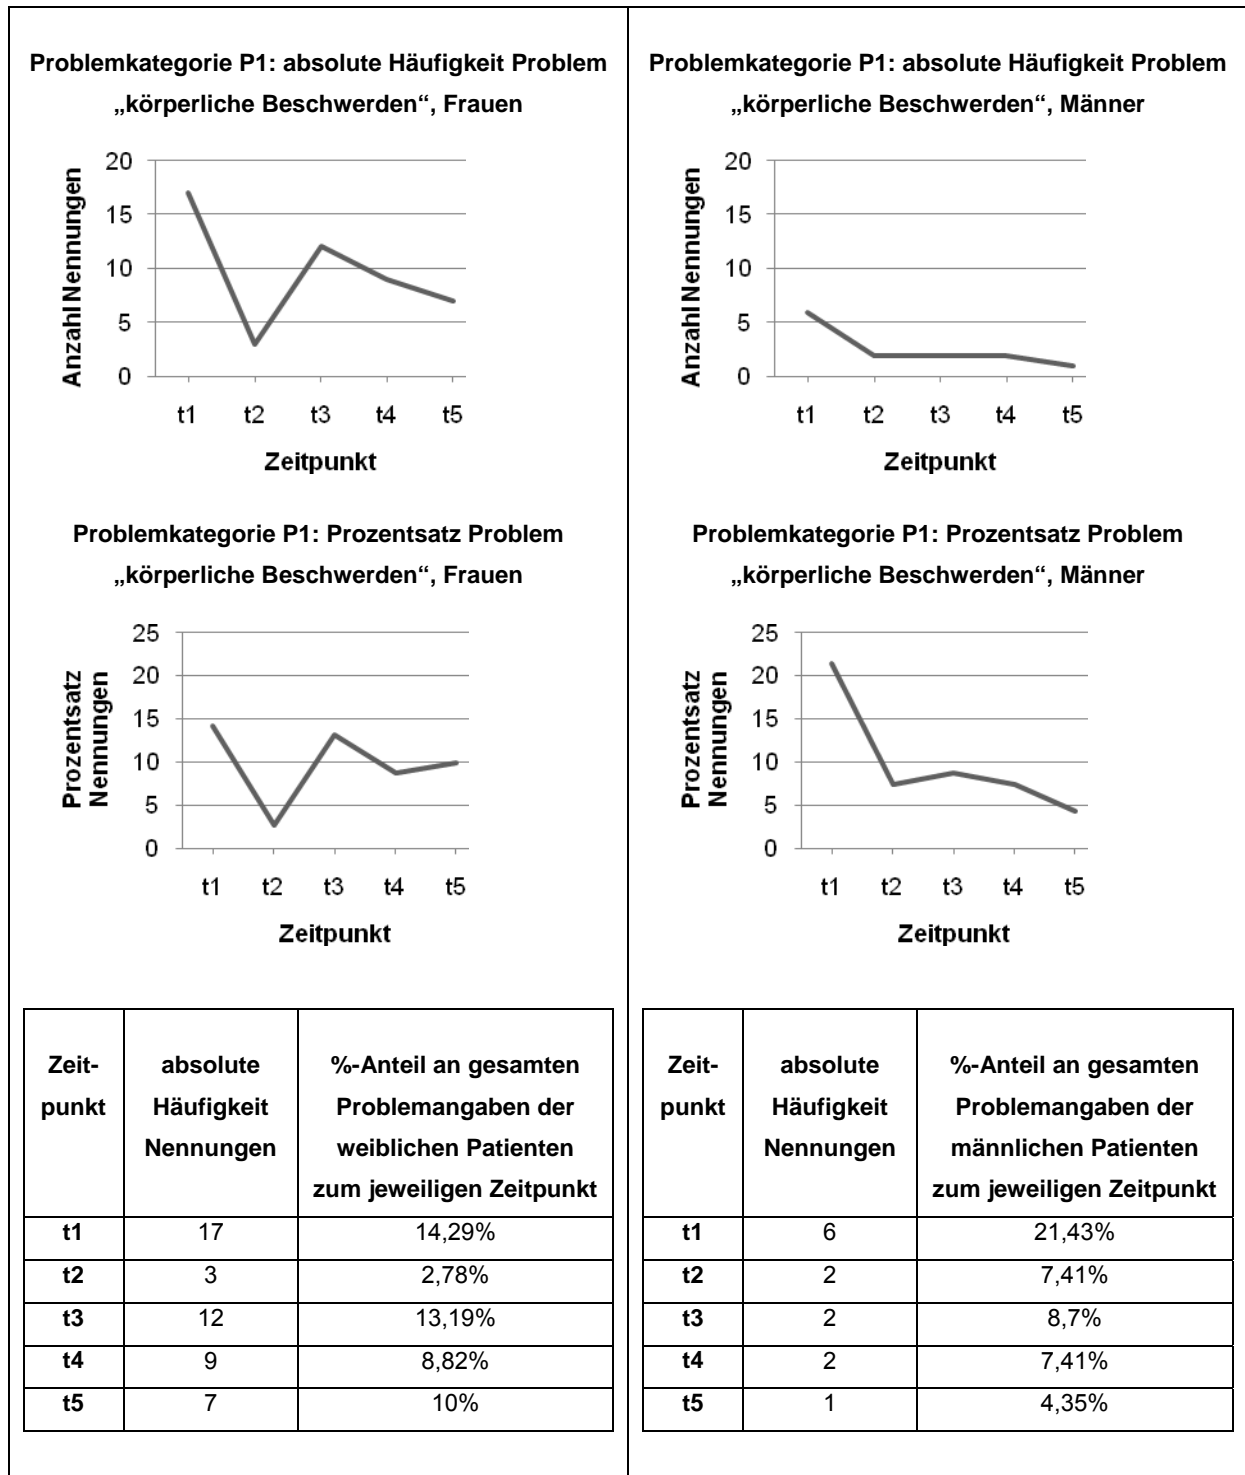 Problemkategorie P1: absolute Häufigkeit Problem
„körperliche Beschwerden“, Frauen
20
15
10
5
0
Anzahl Nennungen
t1 t2 t3 t4 t5
Zeitpunkt
Problemkategorie P1: Prozentsatz Problem
„körperliche Beschwerden“, Frauen
25
20
15
10
5
0
Prozentsatz
Nennungen
t1 t2 t3 t4 t5
Zeitpunkt
Zeit-
punkt
absolute
Häufigkeit
Nennungen
%-Anteil an gesamten
Problemangaben der
weiblichen Patienten
zum jeweiligen Zeitpunkt
t1 17 14,29%
t2 3 2,78%
t3 12 13,19%
t4 9 8,82%
t5 7 10%
Problemkategorie P1: absolute Häufigkeit Problem
„körperliche Beschwerden“, Männer
20
15
10
5
0
Anzahl Nennungen
t1 t2 t3 t4 t5
Zeitpunkt
Problemkategorie P1: Prozentsatz Problem
„körperliche Beschwerden“, Männer
25
20
15
10
5
0
Prozentsatz
Nennungen
t1 t2 t3 t4 t5
Zeitpunkt
Zeit-
punkt
absolute
Häufigkeit
Nennungen
%-Anteil an gesamten
Problemangaben der
männlichen Patienten
zum jeweiligen Zeitpunkt
t1 6 21,43%
t2 2 7,41%
t3 2 8,7%
t4 2 7,41%
t5 1 4,35%